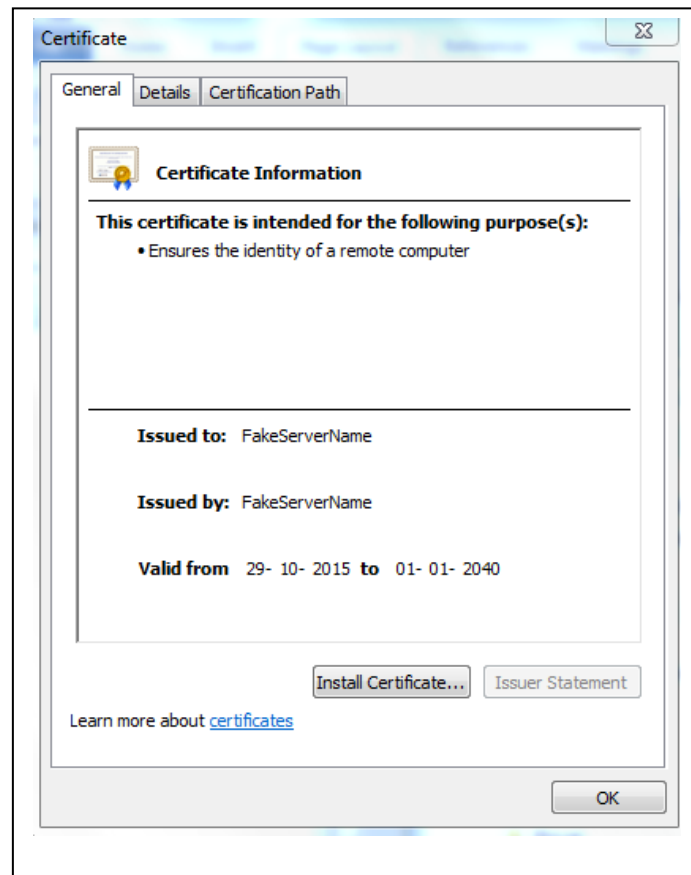 Certificate
General Details Certification Path
Certificate Information
This certificate is intended for the following purpose(s):
• Ensures the identity of a remote computer
Issued to: FakeServerName
Issued by: FakeServerName
Valid from 29- 10- 2015 to 01- 01- 2040
Install Certificate... Issuer Statement
Learn more about certificates
OK